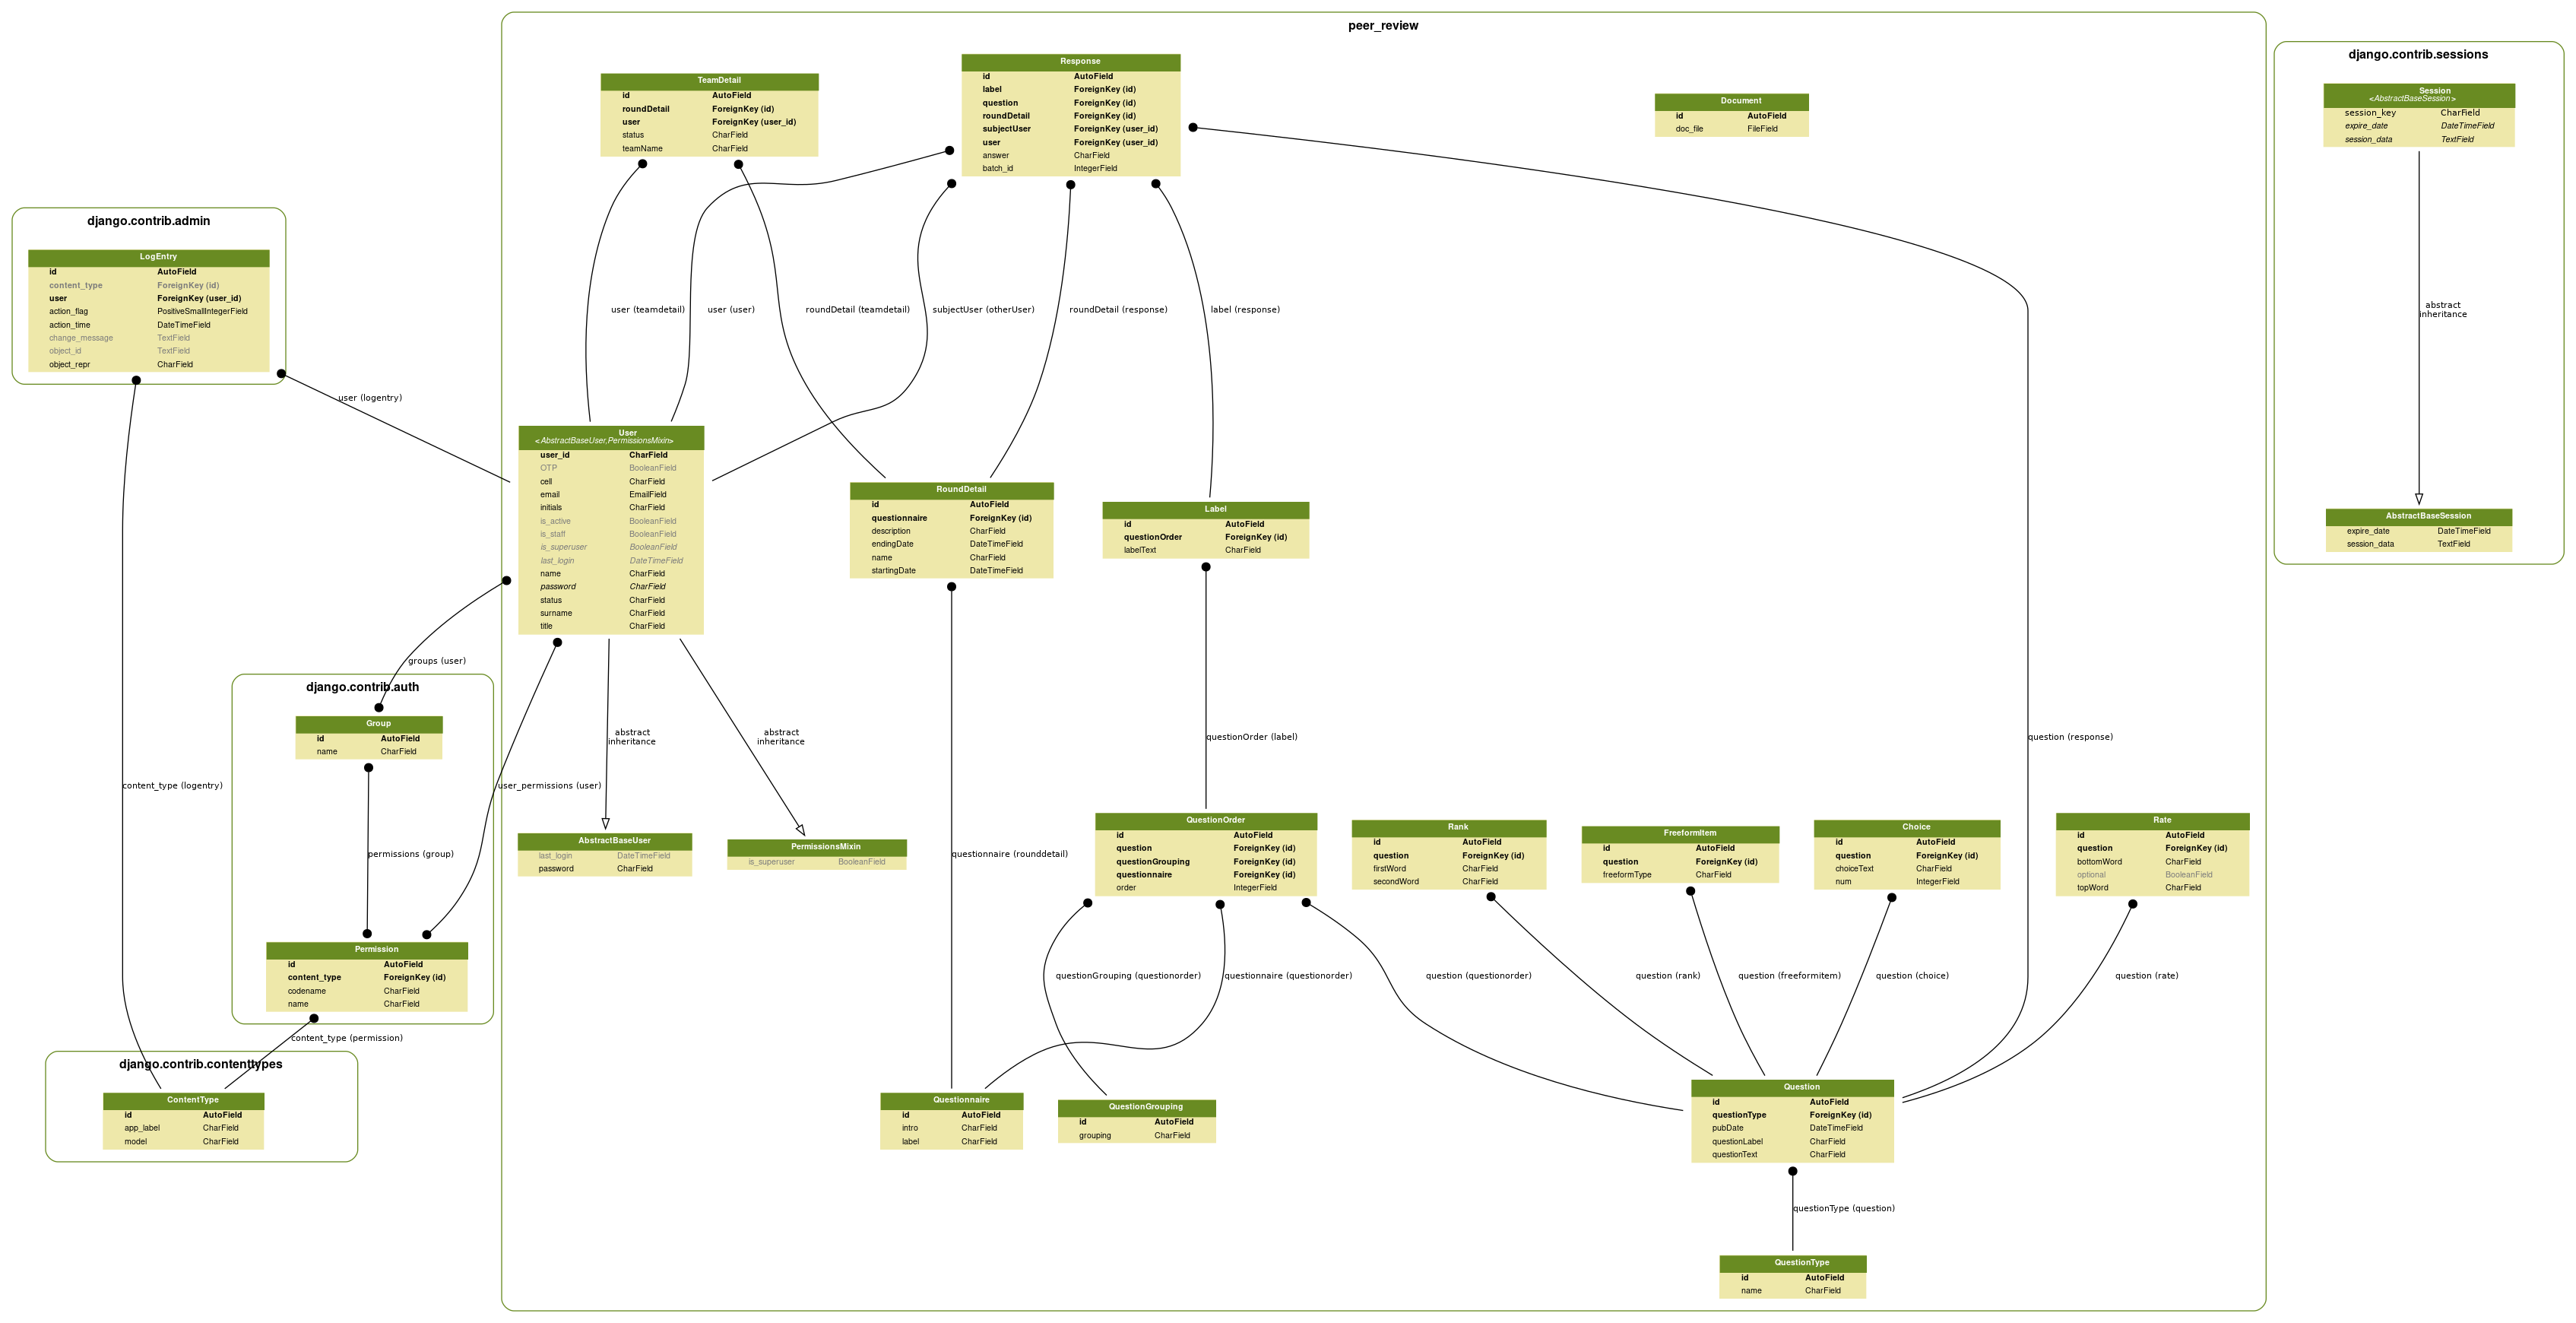 peer_review
TeamDetail
id AutoField
roundDetail ForeignKey (id)
user ForeignKey (user_id)
status CharField
teamName CharField
Response
id AutoField
label ForeignKey (id)
question ForeignKey (id)
roundDetail ForeignKey (id)
subjectUser ForeignKey (user_id)
user ForeignKey (user_id)
answer CharField
batch_id IntegerField
Document
id AutoField
doc_file FileField
django.contrib.sessions
Session
<AbstractBaseSession>
session_key CharField
expire_date DateTimeField
session_data TextField
abstract
inheritance
AbstractBaseSession
expire_date DateTimeField
session_data TextField
django.contrib.admin
LogEntry
id AutoField
content_type ForeignKey (id)
user ForeignKey (user_id)
action_flag PositiveSmallIntegerField
action_time DateTimeField
change_message TextField
object_id TextField
object_repr CharField
user (logentry)
user (teamdetail)
user (user)
roundDetail (teamdetail)
subjectUser (otherUser)
roundDetail (response)
label (response)
User
<AbstractBaseUser,PermissionsMixin>
user_id CharField
OTP BooleanField
cell CharField
email EmailField
initials CharField
is_active BooleanField
is_staff BooleanField
is_superuser BooleanField
last_login DateTimeField
name CharField
password CharField
status CharField
surname CharField
title CharField
RoundDetail
id AutoField
questionnaire ForeignKey (id)
description CharField
endingDate DateTimeField
name CharField
startingDate DateTimeField
Label
id AutoField
questionOrder ForeignKey (id)
labelText CharField
groups (user)
django.contrib.auth
Group
id AutoField
name CharField
abstract
inheritance
abstract
inheritance
questionOrder (label)
question (response)
content_type (logentry)
user_permissions (user)
permissions (group)
AbstractBaseUser
last_login DateTimeField
password CharField
PermissionsMixin
is_superuser BooleanField
questionnaire (rounddetail)
QuestionOrder
id AutoField
question ForeignKey (id)
questionGrouping ForeignKey (id)
questionnaire ForeignKey (id)
order IntegerField
Rank
id AutoField
question ForeignKey (id)
firstWord CharField
secondWord CharField
FreeformItem
id AutoField
question ForeignKey (id)
freeformType CharField
Choice
id AutoField
question ForeignKey (id)
choiceText CharField
num IntegerField
Rate
id AutoField
question ForeignKey (id)
bottomWord CharField
optional BooleanField
topWord CharField
Permission
id AutoField
content_type ForeignKey (id)
codename CharField
name CharField
questionGrouping (questionorder)
questionnaire (questionorder)
question (questionorder)
question (rank)
question (freeformitem)
question (choice)
question (rate)
content_type (permission)
django.contrib.contenttypes
ContentType
id AutoField
app_label CharField
model CharField
Questionnaire
id AutoField
intro CharField
label CharField
QuestionGrouping
id AutoField
grouping CharField
Question
id AutoField
questionType ForeignKey (id)
pubDate DateTimeField
questionLabel CharField
questionText CharField
questionType (question)
QuestionType
id AutoField
name CharField